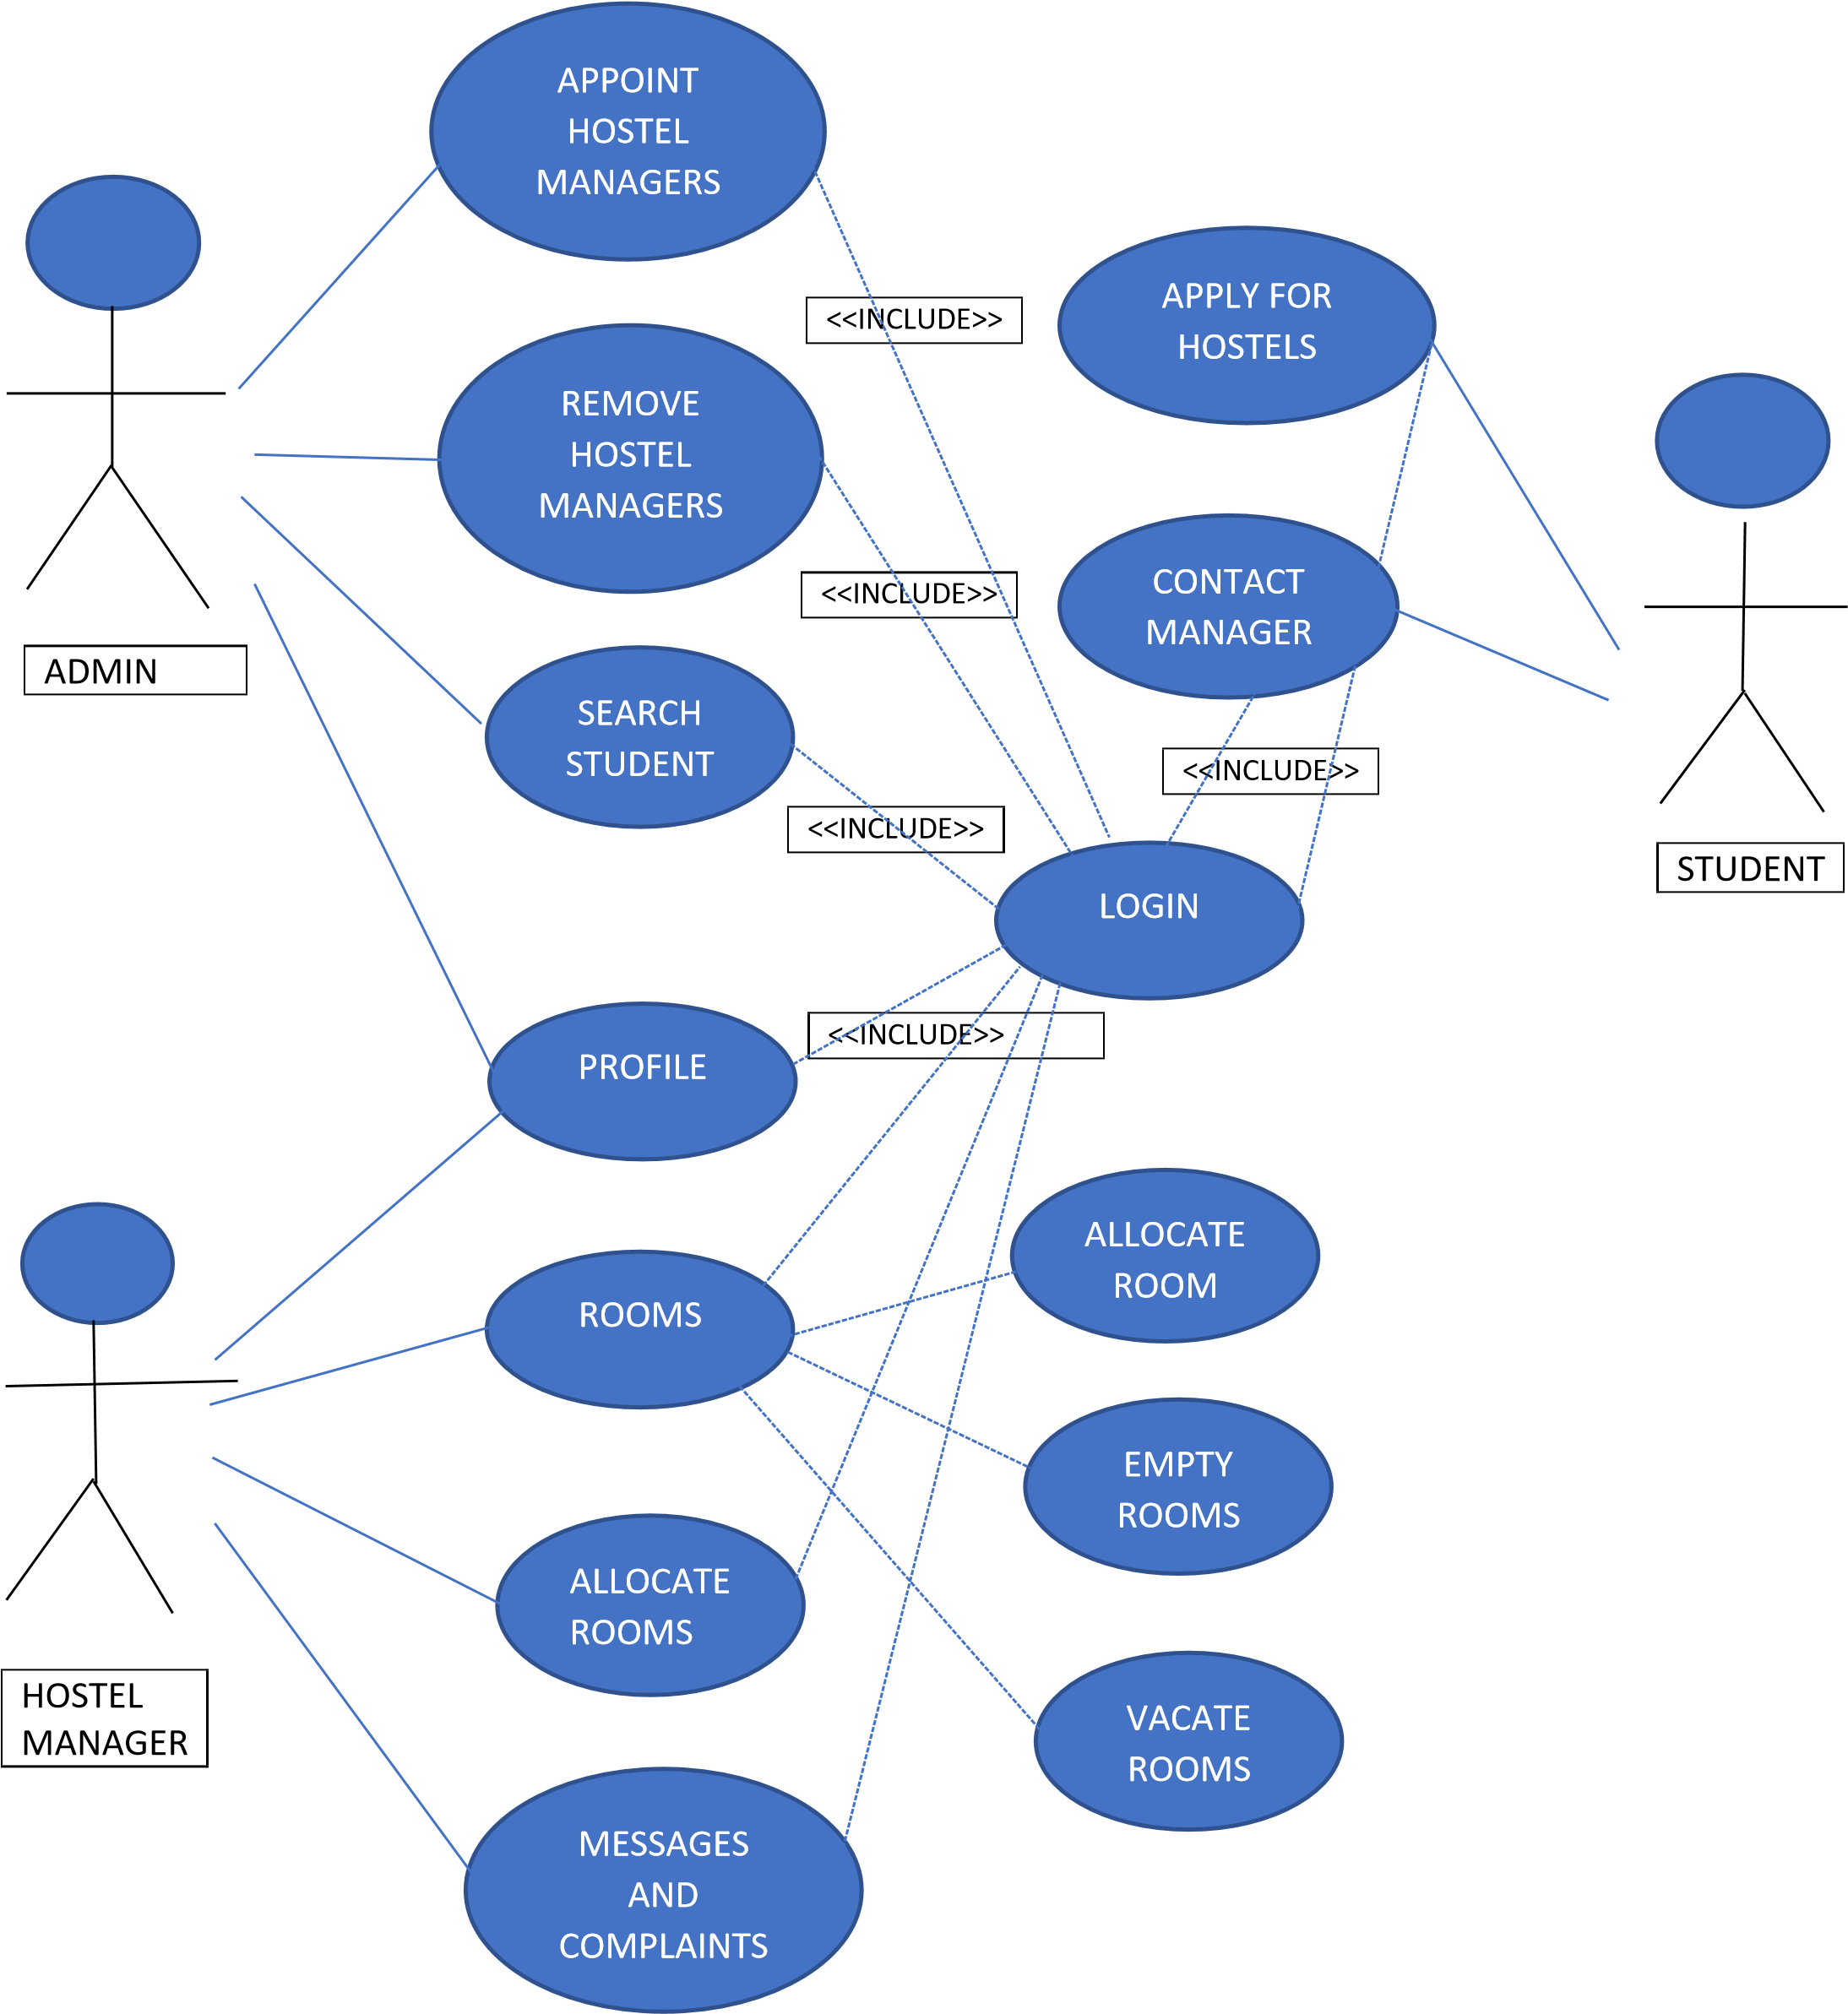 APPOINT
HOSTEL
MANAGERS
<<INCLUDE>>
APPLY FOR
HOSTELS
REMOVE
HOSTEL
MANAGERS
<<INCLUDE>>
CONTACT
MANAGER
ADMIN
SEARCH
STUDENT
<<INCLUDE>>
<<INCLUDE>>
STUDENT
LOGIN
<<INCLUDE>>
PROFILE
ALLOCATE
ROOM
ROOMS
EMPTY
ROOMS
ALLOCATE
ROOMS
HOSTEL
MANAGER
VACATE
ROOMS
MESSAGES
AND
COMPLAINTS